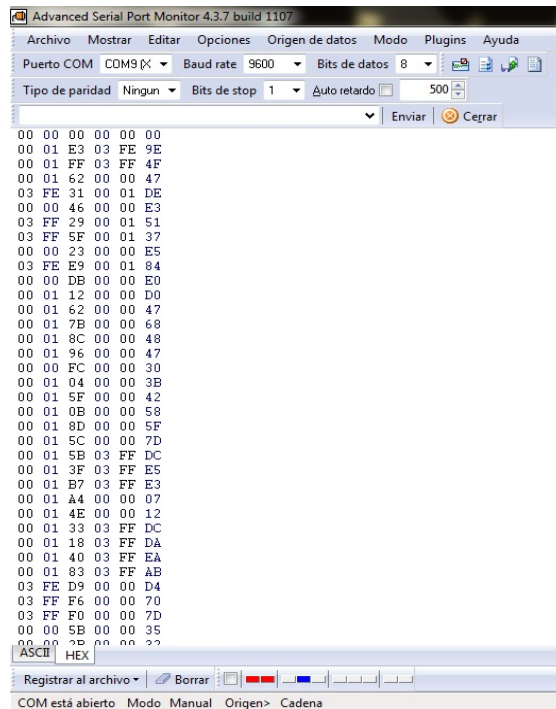 Advanced Serial Port Monitor 4.3.7 build 1107
Archivo Mostrar Editar Opciones Origen de datos Modo Plugins Ayuda
Puerto COM COM9 (X Baud rate 9600 Bits de datos 8
Tipo de paridad Ningun Bits de stop 1 Auto retardo 500
Enviar Cerrar
00 00 00 00 00 00
00 01 E3 03 FE 9E
00 01 FF 03 FF 4F
00 01 62 00 00 47
03 FE 31 00 01 DE
00 00 46 00 00 E3
03 FF 29 00 01 51
03 FF 5F 00 01 37
00 00 23 00 00 E5
03 FE E9 00 01 84
00 00 DB 00 00 E0
00 01 12 00 00 D0
00 01 62 00 00 47
00 01 7B 00 00 68
00 01 8C 00 00 48
00 01 96 00 00 47
00 00 FC 00 00 30
00 01 04 00 00 3B
00 01 5F 00 00 42
00 01 0B 00 00 58
00 01 8D 00 00 5F
00 01 5C 00 00 7D
00 01 5B 03 FF DC
00 01 3F 03 FF E5
00 01 B7 03 FF E3
00 01 A4 00 00 07
00 01 4E 00 00 12
00 01 33 03 FF DC
00 01 18 03 FF DA
00 01 40 03 FF EA
00 01 83 03 FF AB
03 FE D9 00 00 D4
03 FF F6 00 00 70
03 FF F0 00 00 7D
00 00 5B 00 00 35
ASCII HEX
Registrar al archivo Borrar
COM está abierto Modo Manual Origen> Cadena